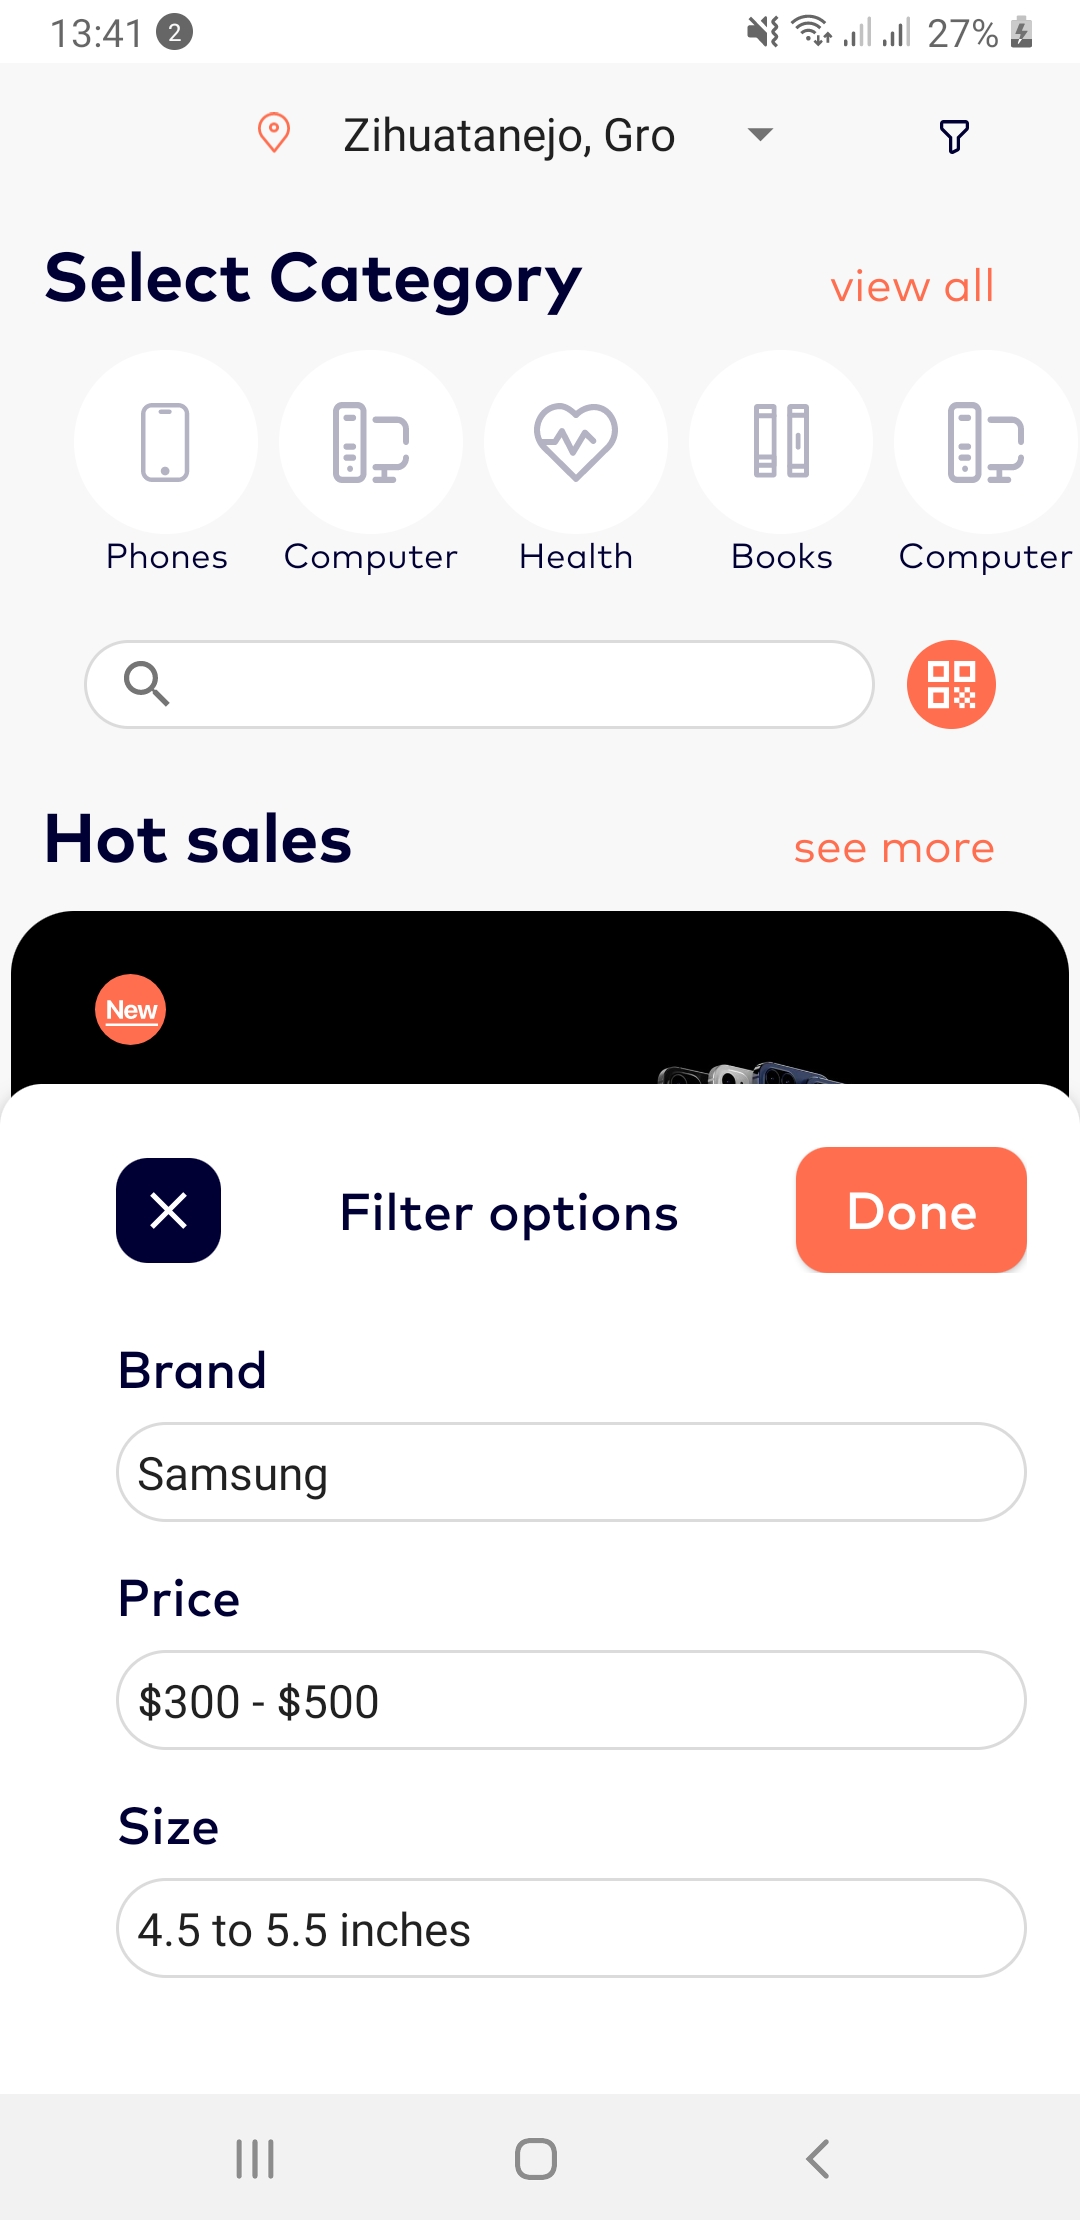 13:41 2 27%
Zihuatanejo, Gro
Select Category view all
Phones Computer Health Books Computer
Hot sales see more
New
Filter options Done
Brand
Samsung
Price
$300 - $500
Size
4.5 to 5.5 inches